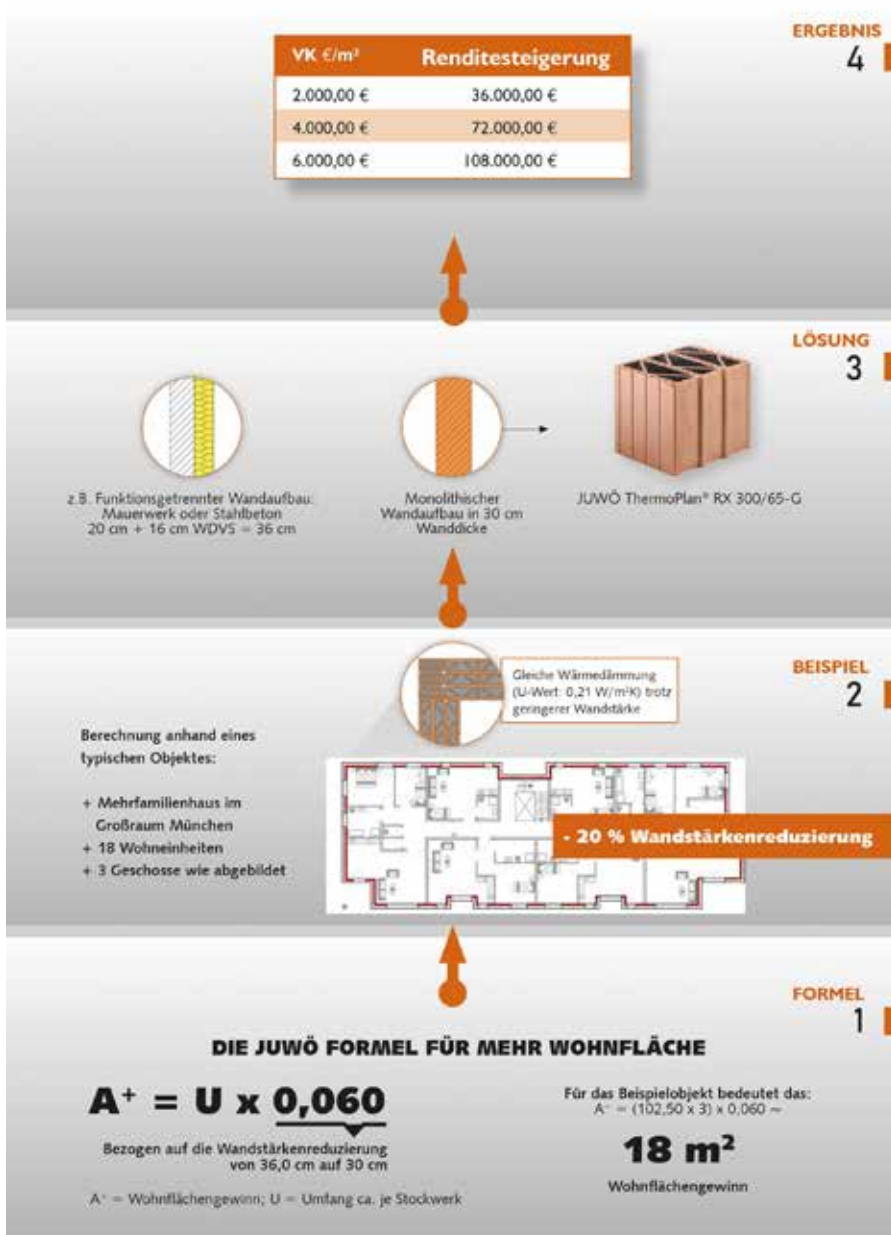 ERGEBNIS
4
VK €/m² Renditesteigerung
2.000,00 € 36.000,00 €
4.000,00 € 72.000,00 €
6.000,00 € 108.000,00 €
LÖSUNG
3
z.B. Funktionsgetrennter Wandaufbau:
Mauerwerk oder Stahlbeton
20 cm + 16 cm WDVS = 36 cm
Monolithischer
Wandaufbau in 30 cm
Wanddicke
JUWÖ ThermoPlan® RX 300/65-G
BEISPIEL
2
Gleiche Wärmedämmung
(U-Wert: 0,21 W/m²K) trotz
geringerer Wandstärke
Berechnung anhand eines
typischen Objektes:
+ Mehrfamilienhaus im
Großraum München
+ 18 Wohneinheiten
+ 3 Geschosse wie abgebildet
- 20 % Wandstärkenreduzierung
FORMEL
1
DIE JUWÖ FORMEL FÜR MEHR WOHNFLÄCHE
A⁺ = U x 0,060
Bezogen auf die Wandstärkenreduzierung
von 36,0 cm auf 30 cm
A⁺ = Wohnflächengewinn; U = Umfang ca. je Stockwerk
Für das Beispielobjekt bedeutet das:
A⁺ = (102,50 x 3) x 0,060 ~
18 m²
Wohnflächengewinn